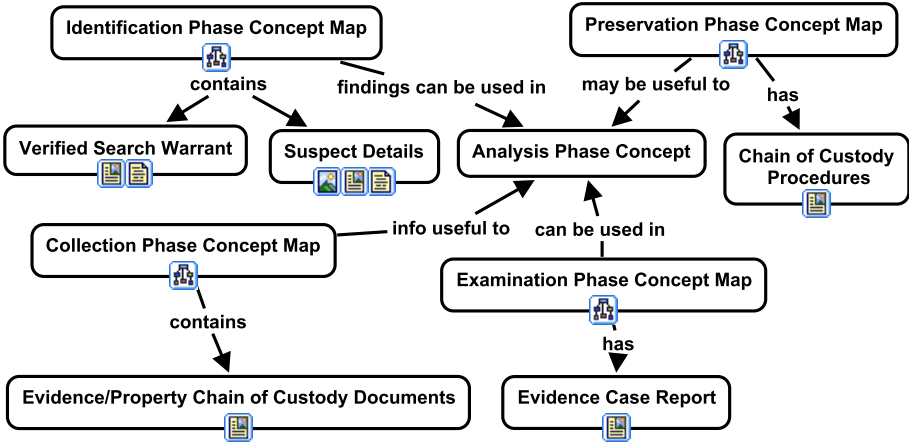 Identification Phase Concept Map
Preservation Phase Concept Map
contains
findings can be used in
may be useful to
has
Verified Search Warrant
Suspect Details
Analysis Phase Concept
Chain of Custody
Procedures
Collection Phase Concept Map
info useful to
can be used in
Examination Phase Concept Map
contains
has
Evidence/Property Chain of Custody Documents
Evidence Case Report